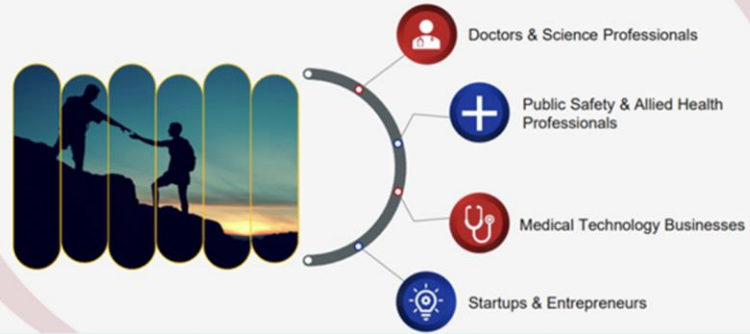 Doctors & Science Professionals
Public Safety & Allied Health
Professionals
Medical Technology Businesses
Startups & Entrepreneurs